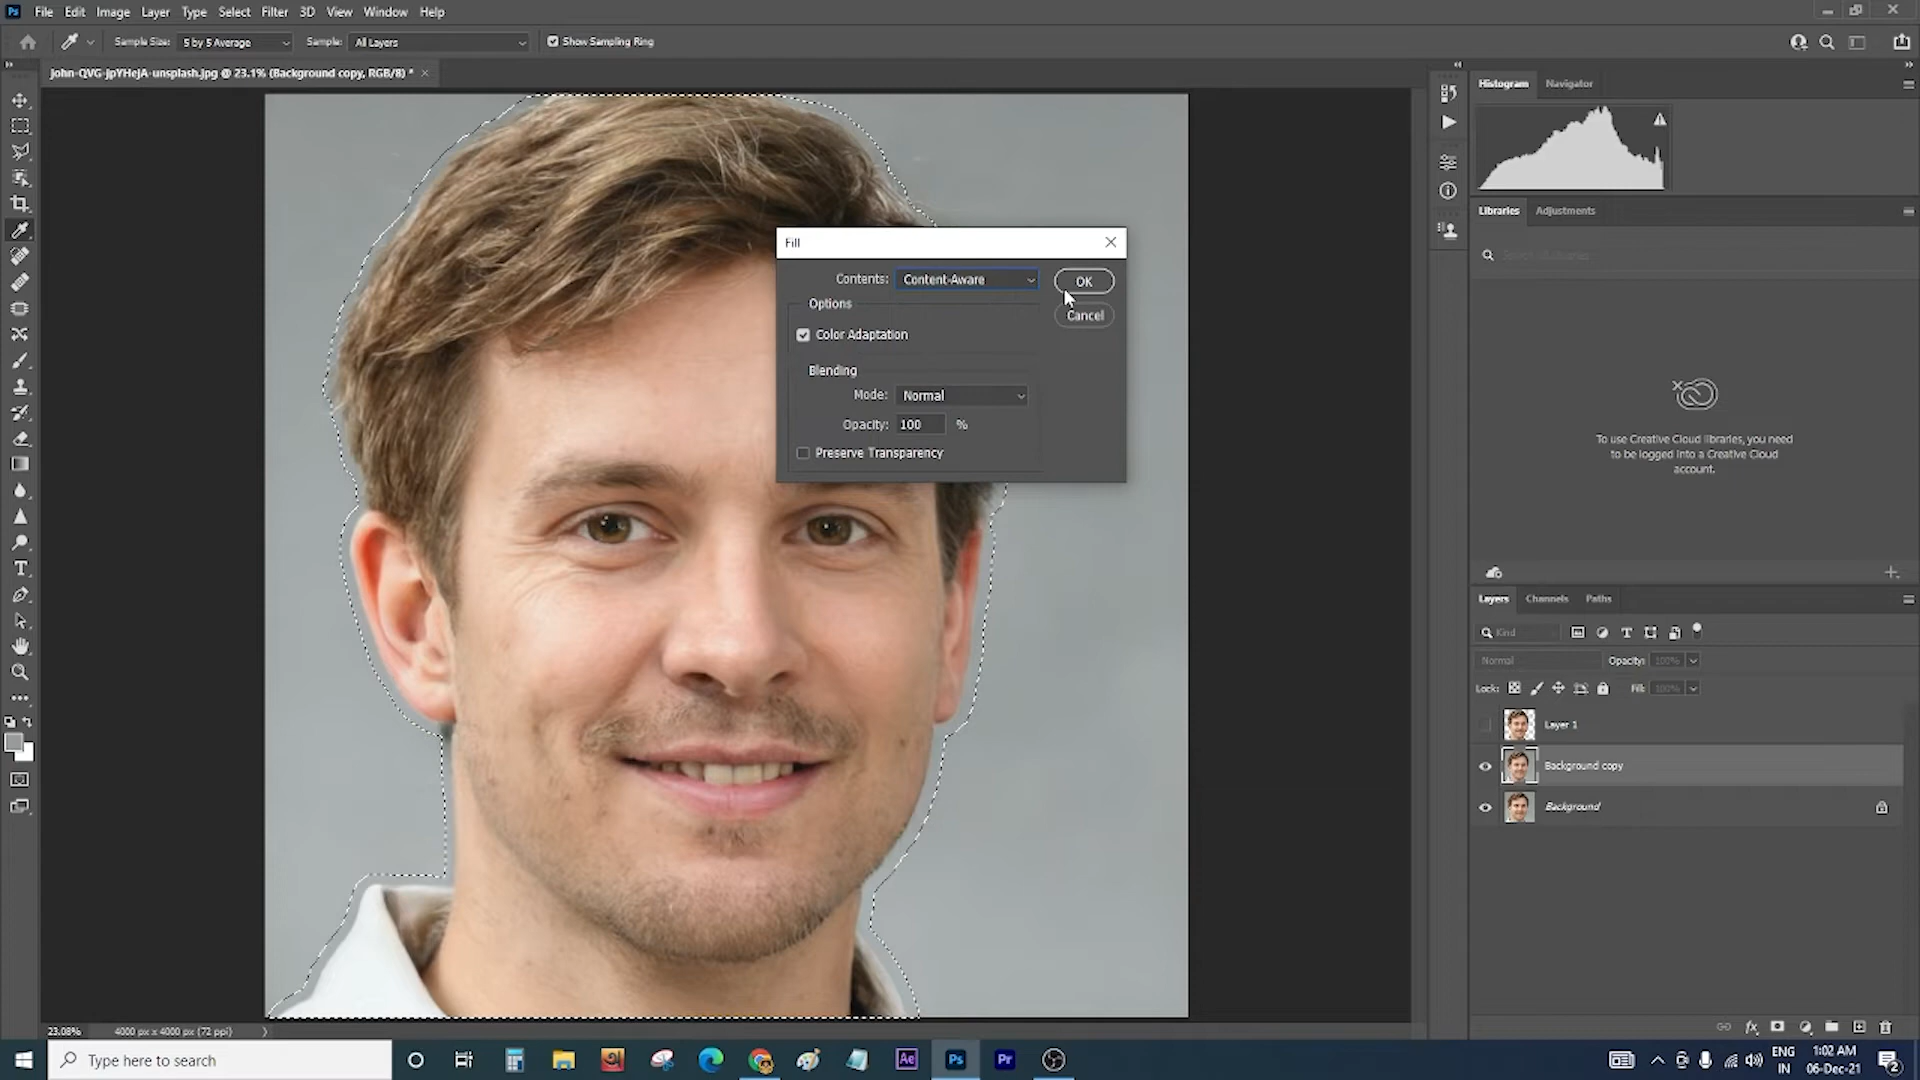 Ps File Edit Image Layer Type Select Filter 3D View Window Help
Sample Size: 5 by 5 Average Sample: All Layers Show Sampling Ring
john-QVG-jpYHeJA-unsplash.jpg @ 23.1% (Background copy, RGB/8) * ×
Histogram Navigator
Libraries Adjustments
Fill
Contents: Content-Aware OK
Options
Cancel
Color Adaptation
Blending
Mode: Normal
Opacity: 100 %
Preserve Transparency
To use Creative Cloud libraries, you need
to be logged into a Creative Cloud
account.
Layers Channels Paths
Kind
Normal Opacity: 100%
Lock: Fill: 100%
Layer 1
Background copy
Background
23.08% 4000 px x 4000 px (72 ppi)
Type here to search
Ae Ps Pr
ENG
IN
1:02 AM
06-Dec-21
2